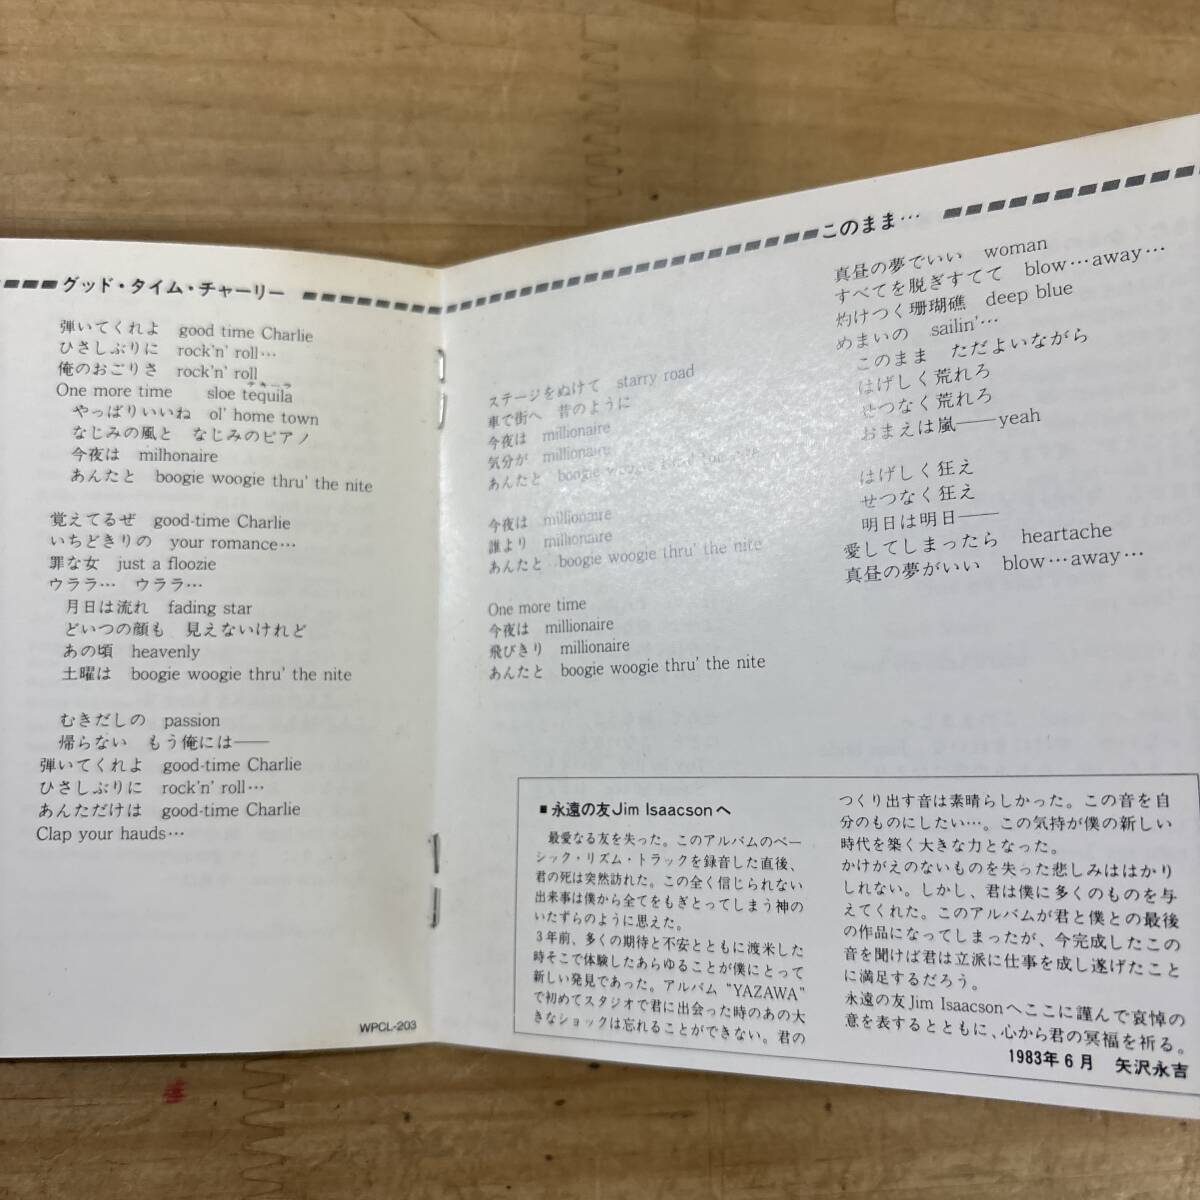 グッド・タイム・チャーリー
弾いてくれよ good time Charlie
ひさしぶりに rock'n' roll…
俺のおごりさ rock'n' roll
テキーラ
One more time sloe tequila
やっぱりいいね ol' home town
なじみの風と なじみのピアノ
今夜は milhonaire
あんたと boogie woogie thru' the nite
覚えてるぜ good-time Charlie
いちどきりの your romance…
罪な女 just a floozie
ウララ… ウララ…
月日は流れ fading star
どいつの顔も 見えないけれど
あの頃 heavenly
土曜は boogie woogie thru' the nite
むきだしの passion
帰らない もう俺には──
弾いてくれよ good-time Charlie
ひさしぶりに rock'n' roll…
あんただけは good-time Charlie
Clap your hauds…
WPCL-203
ステージをぬけて starry road
車で街へ 昔のように
今夜は millionaire
気分が millionaire
あんたと boogie woogie thru' the nite
今夜は millionaire
誰より millionaire
あんたと boogie woogie thru' the nite
One more time
今夜は millionaire
飛びきり millionaire
あんたと boogie woogie thru' the nite
このまま…
真昼の夢でいい woman
すべてを脱ぎすてて blow…away…
灼けつく珊瑚礁 deep blue
めまいの sailin'…
このまま ただよいながら
はげしく荒れろ
せつなく荒れろ
おまえは嵐──yeah
はげしく狂え
せつなく狂え
明日は明日──
愛してしまったら heartache
真昼の夢がいい blow…away…
■永遠の友Jim Isaacsonへ
最愛なる友を失った。このアルバムのベー
シック・リズム・トラックを録音した直後、
君の死は突然訪れた。この全く信じられない
出来事は僕から全てをもぎとってしまう神の
いたずらのように思えた。
3年前、多くの期待と不安とともに渡米した
時そこで体験したあらゆることが僕にとって
新しい発見であった。アルバム "YAZAWA"
で初めてスタジオで君に出会った時のあの大
きなショックは忘れることができない。君の
つくり出す音は素晴らしかった。この音を自
分のものにしたい…。この気持が僕の新しい
時代を築く大きな力となった。
かけがえのないものを失った悲しみははかり
しれない。しかし、君は僕に多くのものを与
えてくれた。このアルバムが君と僕との最後
の作品になってしまったが、今完成したこの
音を聞けば君は立派に仕事を成し遂げたこと
に満足するだろう。
永遠の友Jim Isaacsonへここに謹んで哀悼の
意を表するとともに、心から君の冥福を祈る。
1983年6月 矢沢永吉